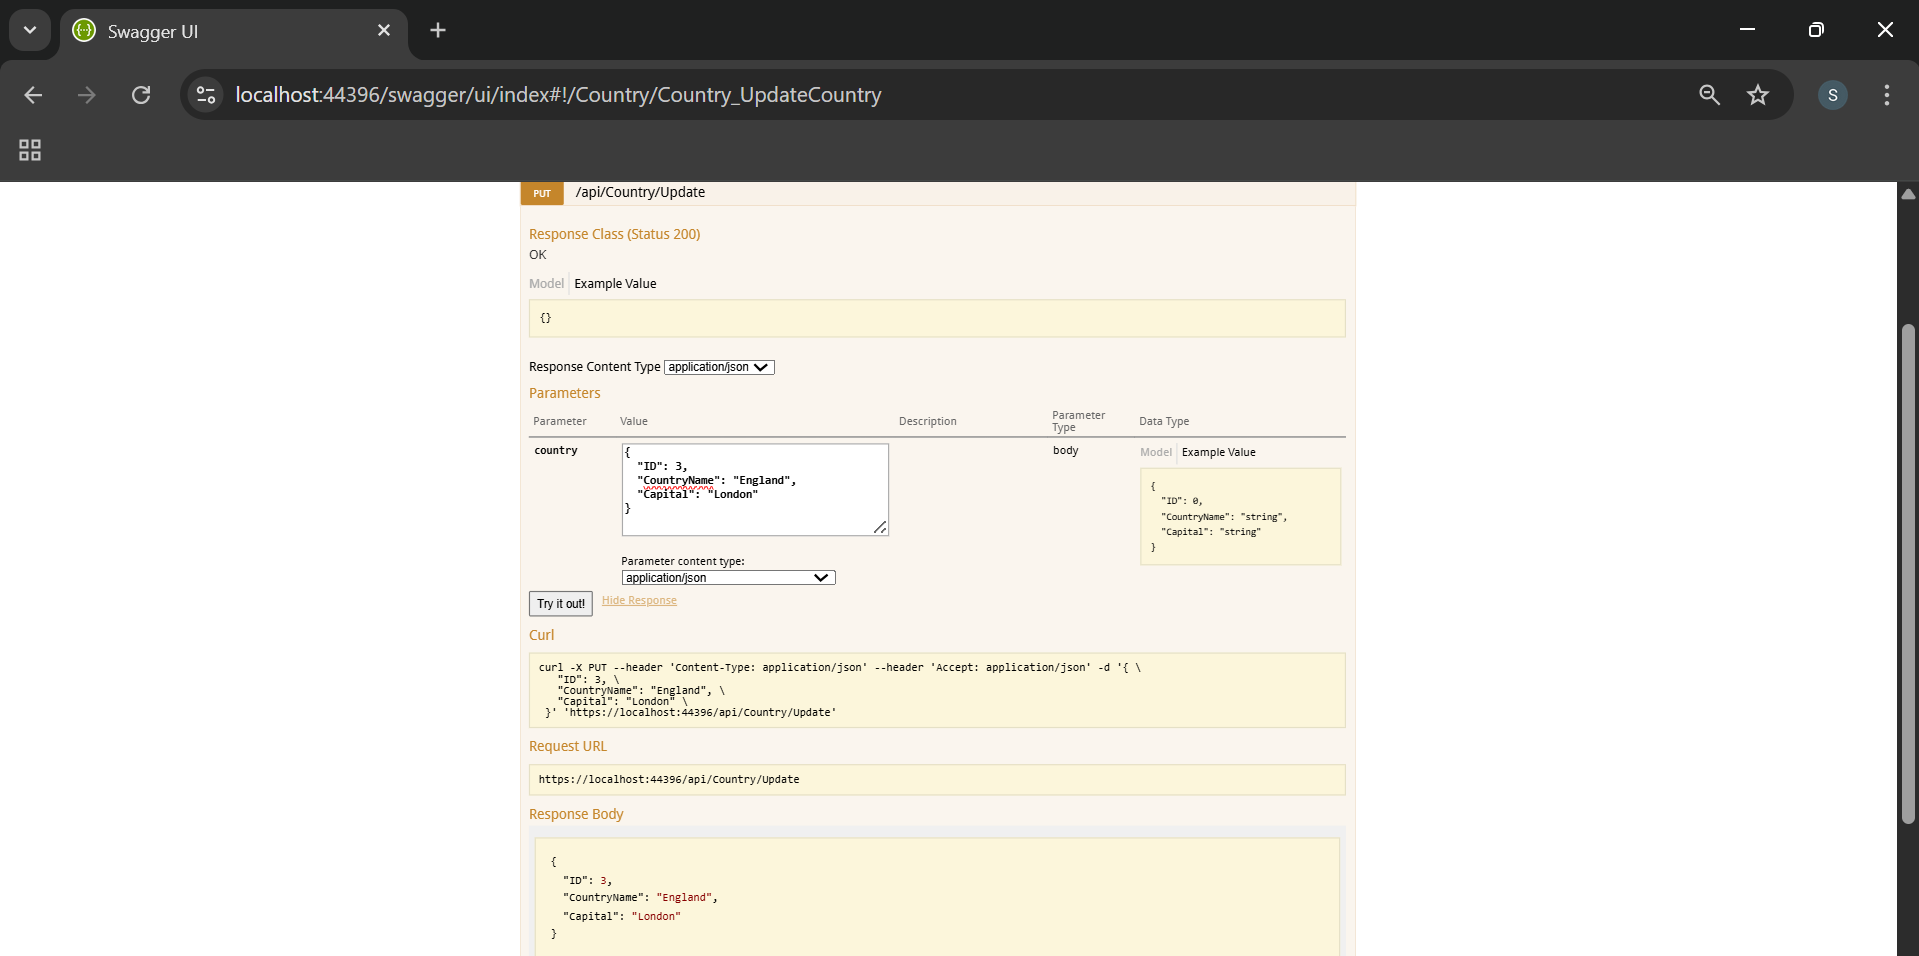 Swagger UI
localhost:44396/swagger/ui/index#!/Country/Country_UpdateCountry
S
PUT /api/Country/Update
Response Class (Status 200)
OK
Model Example Value
{}
Response Content Type application/json
Parameters
Parameter Value Description Parameter Type Data Type
country
{
"ID": 3,
"CountryName": "England",
"Capital": "London"
}
body
Model Example Value
{
"ID": 0,
"CountryName": "string",
"Capital": "string"
}
Parameter content type:
application/json
Try it out! Hide Response
Curl
curl -X PUT --header 'Content-Type: application/json' --header 'Accept: application/json' -d '{ \
"ID": 3, \
"CountryName": "England", \
"Capital": "London" \
}' 'https://localhost:44396/api/Country/Update'
Request URL
https://localhost:44396/api/Country/Update
Response Body
{
"ID": 3,
"CountryName": "England",
"Capital": "London"
}